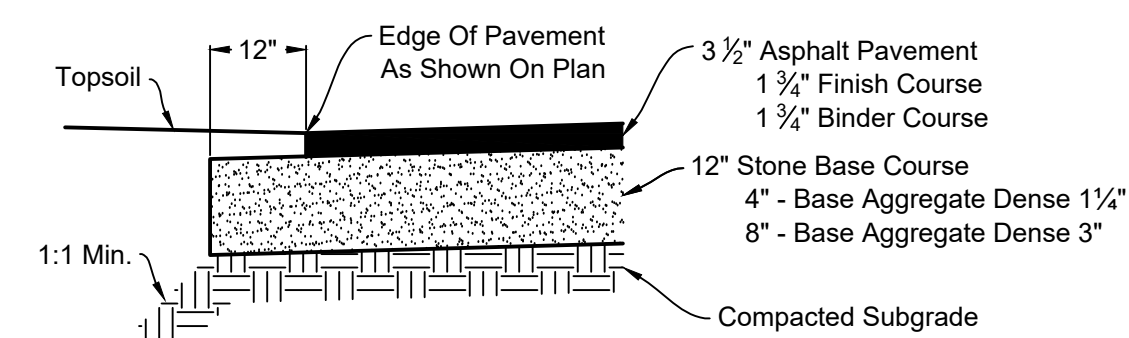 12"
Edge Of Pavement
As Shown On Plan
Topsoil
3 ½" Asphalt Pavement
1 ¾" Finish Course
1 ¾" Binder Course
12" Stone Base Course
4" - Base Aggregate Dense 1¼"
8" - Base Aggregate Dense 3"
1:1 Min.
Compacted Subgrade